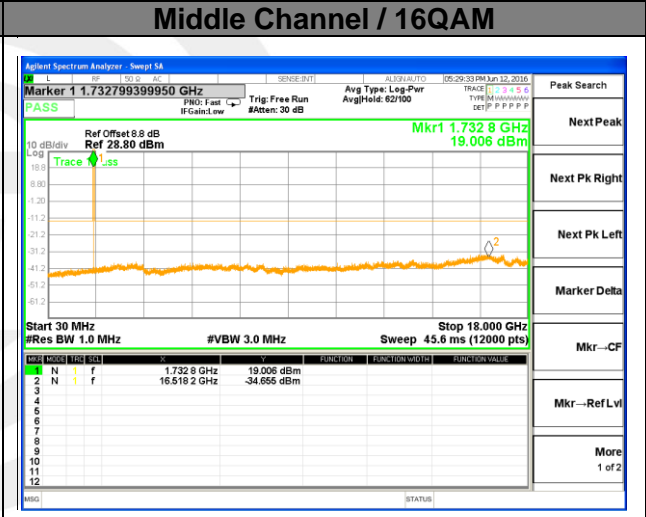 Middle Channel / 16QAM
Agilent Spectrum Analyzer - Swept SA
L RF 50 Ω AC SENSE:INT ALIGN AUTO 05:29:33 PM Jun 12, 2016
Marker 1 1.732799399950 GHz
PNO: Fast
IFGain:Low
Trig: Free Run
#Atten: 30 dB
Avg Type: Log-Pwr
Avg|Hold: 62/100
TRACE 1 2 3 4 5 6
TYPE M
DET P P P P P P
PASS
Peak Search
Next Peak
Next Pk Right
Next Pk Left
Marker Delta
Mkr→CF
Mkr→Ref Lvl
More
1 of 2
Ref Offset 8.8 dB
10 dB/div Ref 28.80 dBm
Mkr1 1.732 8 GHz
19.006 dBm
Log
Trace 1
1
18.8
8.80
-1.20
-11.2
-21.2
-31.2
-41.2
-51.2
-61.2
2
Start 30 MHz
Stop 18.000 GHz
#Res BW 1.0 MHz #VBW 3.0 MHz Sweep 45.6 ms (12000 pts)
MKR MODE TRC SCL X Y FUNCTION FUNCTION WIDTH FUNCTION VALUE
1 N 1 f 1.732 8 GHz 19.006 dBm
2 N 1 f 16.518 2 GHz -34.655 dBm
3
4
5
6
7
8
9
10
11
12
MSG STATUS